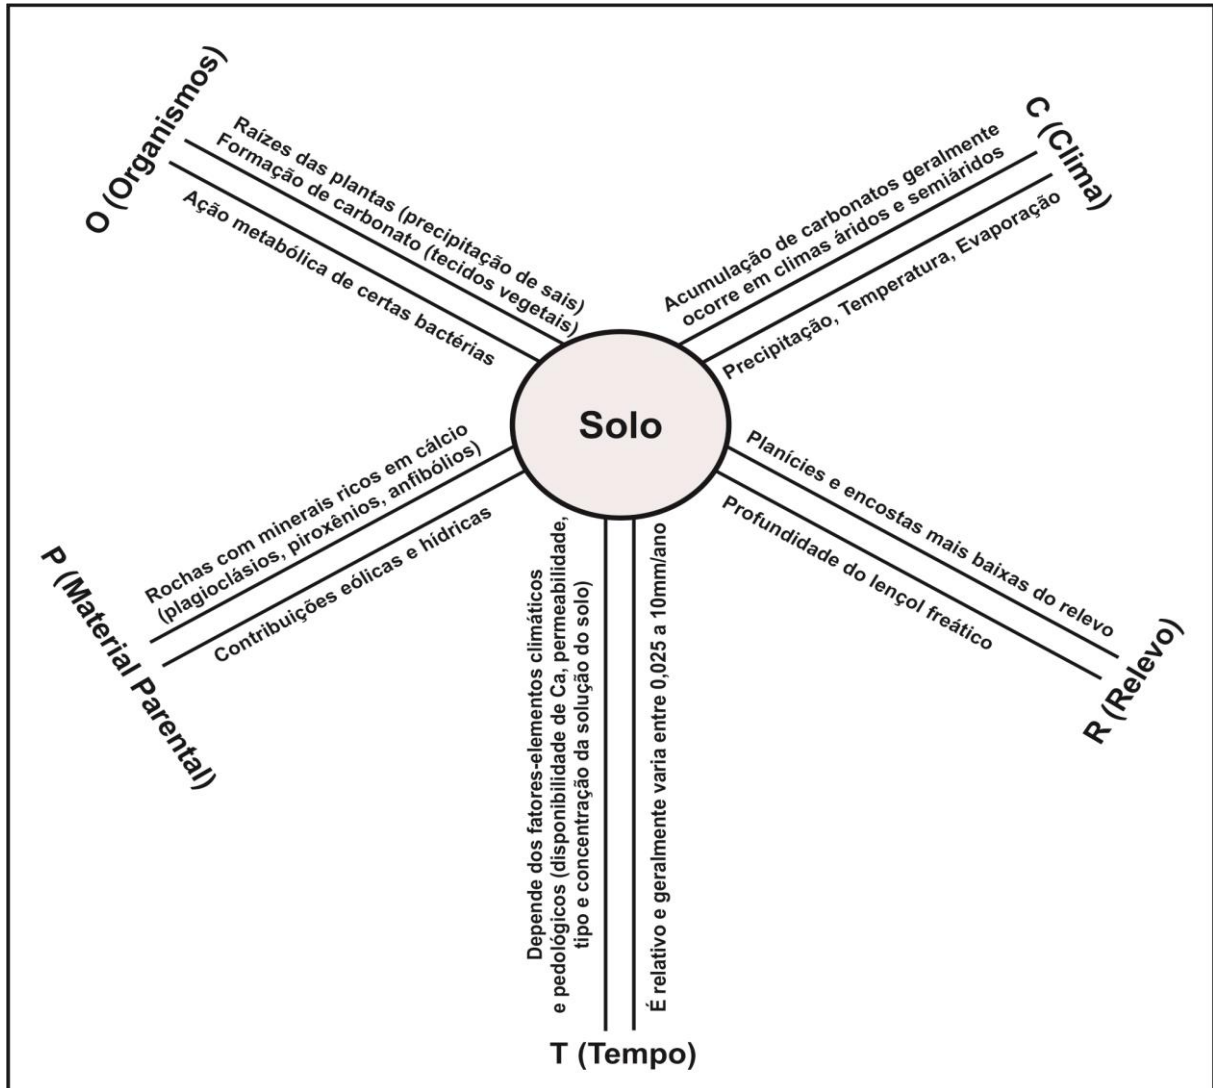 O (Organismos)
Raízes das plantas (precipitação de sais)
Formação de carbonato (tecidos vegetais)
Ação metabólica de certas bactérias
C (Clima)
Acumulação de carbonatos geralmente
ocorre em climas áridos e semiáridos
Precipitação, Temperatura, Evaporação
Solo
P (Material Parental)
Rochas com minerais ricos em cálcio
(plagioclásios, piroxênios, anfibólios)
Contribuições eólicas e hídricas
R (Relevo)
Planícies e encostas mais baixas do relevo
Profundidade do lençol freático
Depende dos fatores-elementos climáticos
e pedológicos (disponibilidade de Ca, permeabilidade,
tipo e concentração da solução do solo)
É relativo e geralmente varia entre 0,025 a 10mm/ano
T (Tempo)